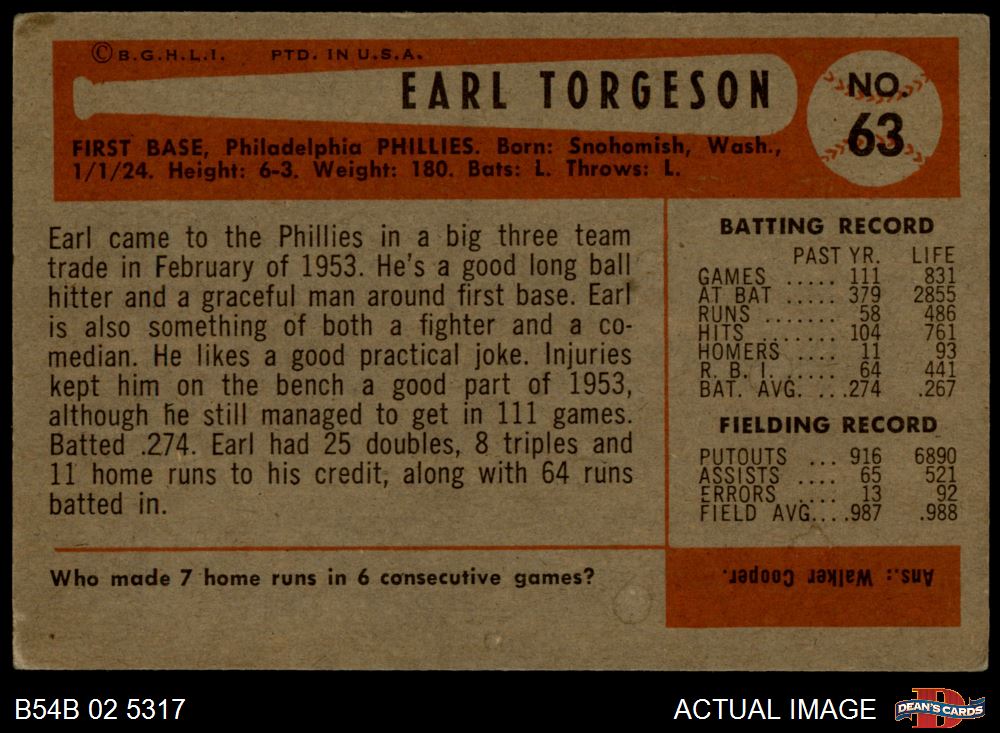 © B.G.H.L.I. PTD. IN U.S.A.
EARL TORGESON
NO.
63
FIRST BASE, Philadelphia PHILLIES. Born: Snohomish, Wash.,
1/1/24. Height: 6-3. Weight: 180. Bats: L. Throws: L.
Earl came to the Phillies in a big three team
trade in February of 1953. He's a good long ball
hitter and a graceful man around first base. Earl
is also something of both a fighter and a co-
median. He likes a good practical joke. Injuries
kept him on the bench a good part of 1953,
although he still managed to get in 111 games.
Batted .274. Earl had 25 doubles, 8 triples and
11 home runs to his credit, along with 64 runs
batted in.
BATTING RECORD
PAST YR. LIFE
GAMES ..... 111 831
AT BAT ..... 379 2855
RUNS ....... 58 486
HITS ....... 104 761
HOMERS .... 11 93
R. B. I. ...... 64 441
BAT. AVG. ... .274 .267
FIELDING RECORD
PUTOUTS ... 916 6890
ASSISTS .... 65 521
ERRORS .... 13 92
FIELD AVG.... .987 .988
Who made 7 home runs in 6 consecutive games?
Ans.: Walker Cooper.
B54B 02 5317
ACTUAL IMAGE
D
DEAN'S CARDS